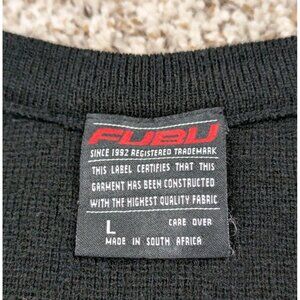 FUBU
SINCE 1992 REGISTERED TRADEMARK
THIS LABEL CERTIFIES THAT THIS
GARMENT HAS BEEN CONSTRUCTED
WITH THE HIGHEST QUALITY FABRIC
L CARE OVER
MADE IN SOUTH AFRICA